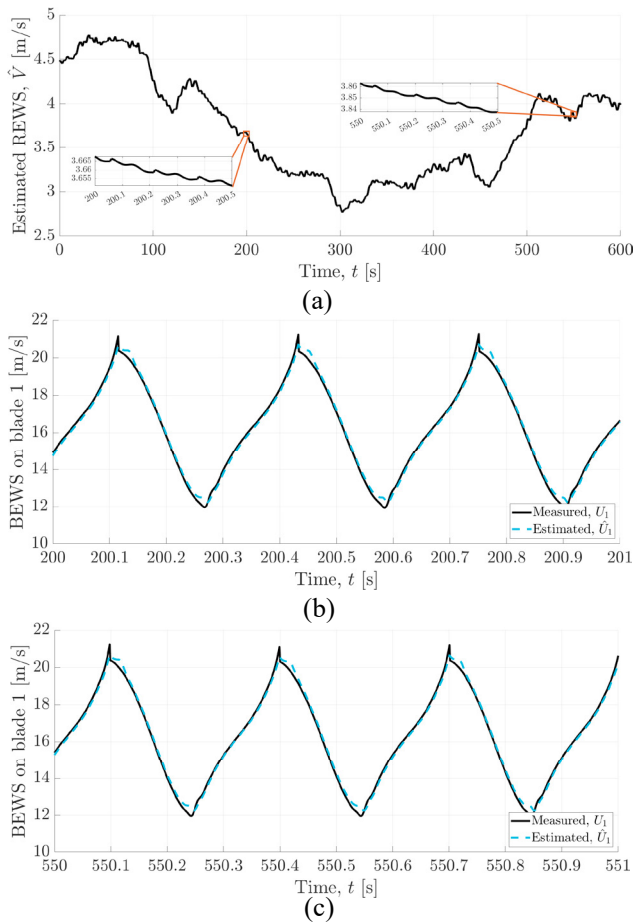 Estimated REWS, V̂ [m/s]
5
4.5
4
3.5
3
2.5
3.86
3.85
3.84
550
550.1
550.2
550.3
550.4
550.5
3.665
3.66
3.655
200
200.1
200.2
200.3
200.4
200.5
0 100 200 300 400 500 600
Time, t [s]
(a)
BEWS on blade 1 [m/s]
22
20
18
16
14
12
10
Measured, U₁
Estimated, Û₁
200 200.1 200.2 200.3 200.4 200.5 200.6 200.7 200.8 200.9 201
Time, t [s]
(b)
BEWS on blade 1 [m/s]
22
20
18
16
14
12
10
Measured, U₁
Estimated, Û₁
550 550.1 550.2 550.3 550.4 550.5 550.6 550.7 550.8 550.9 551
Time, t [s]
(c)